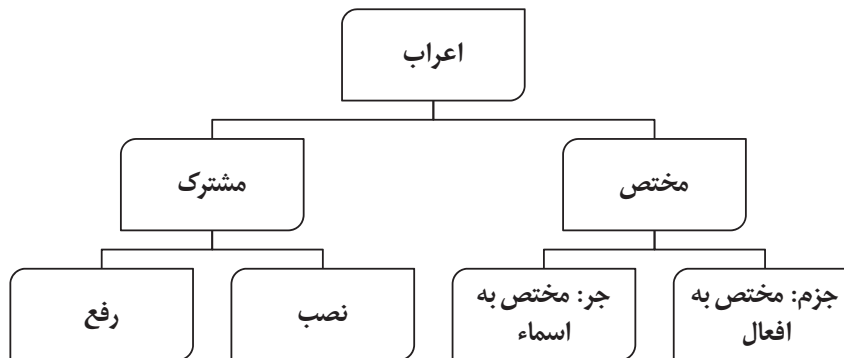 اعراب
مختص
مشترک
جزم: مختص به
افعال
جر: مختص به
اسماء
نصب
رفع